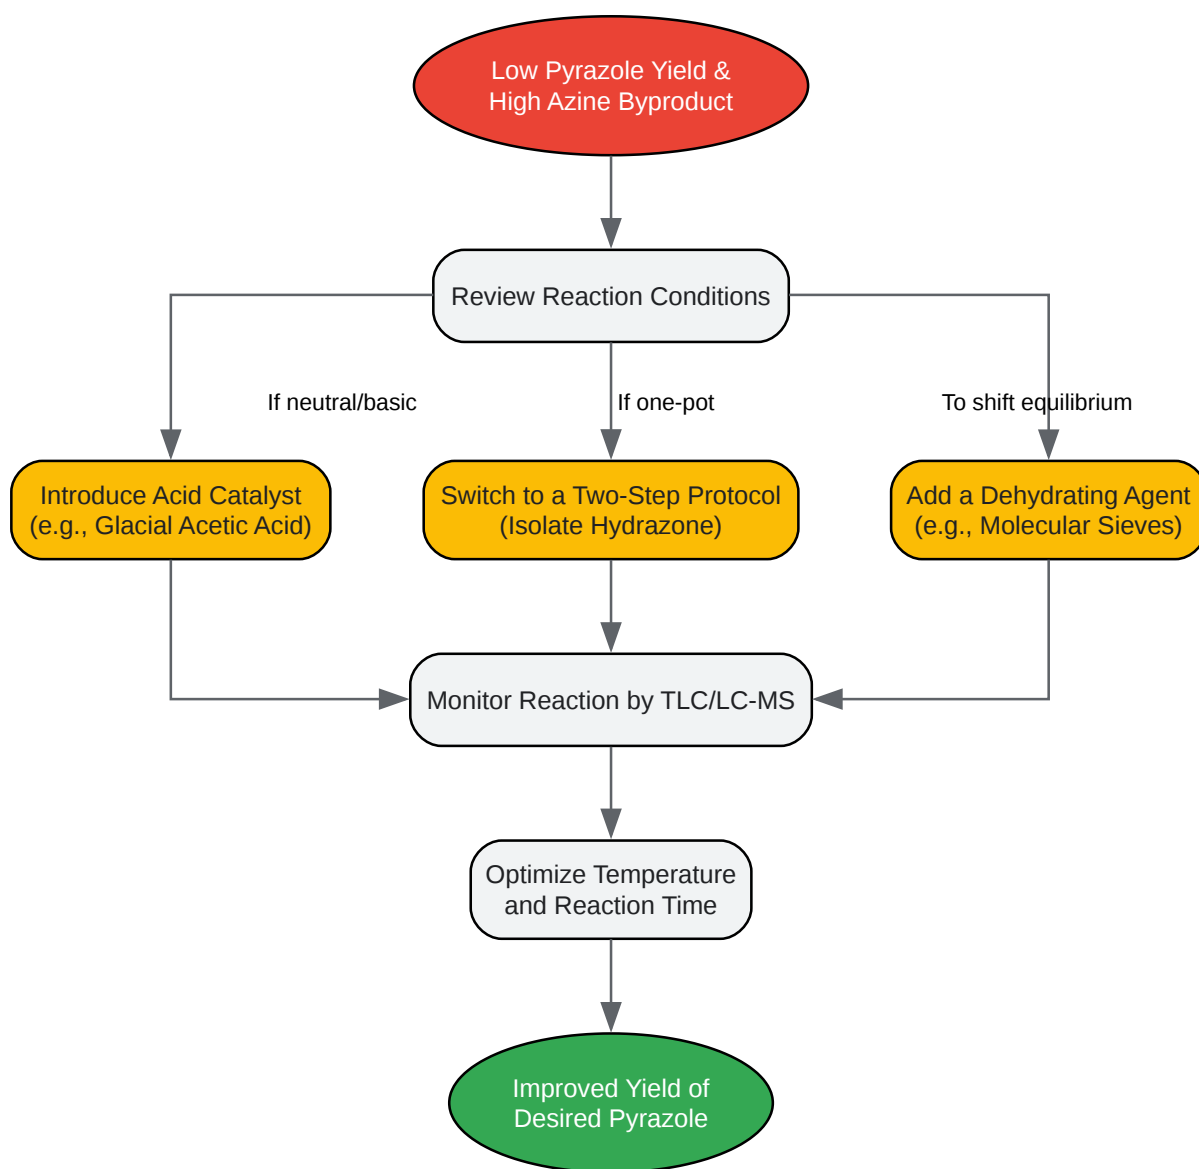 Low Pyrazole Yield &
High Azine Byproduct
Review Reaction Conditions
If neutral/basic
If one-pot
To shift equilibrium
Introduce Acid Catalyst
(e.g., Glacial Acetic Acid)
Switch to a Two-Step Protocol
(Isolate Hydrazone)
Add a Dehydrating Agent
(e.g., Molecular Sieves)
Monitor Reaction by TLC/LC-MS
Optimize Temperature
and Reaction Time
Improved Yield of
Desired Pyrazole